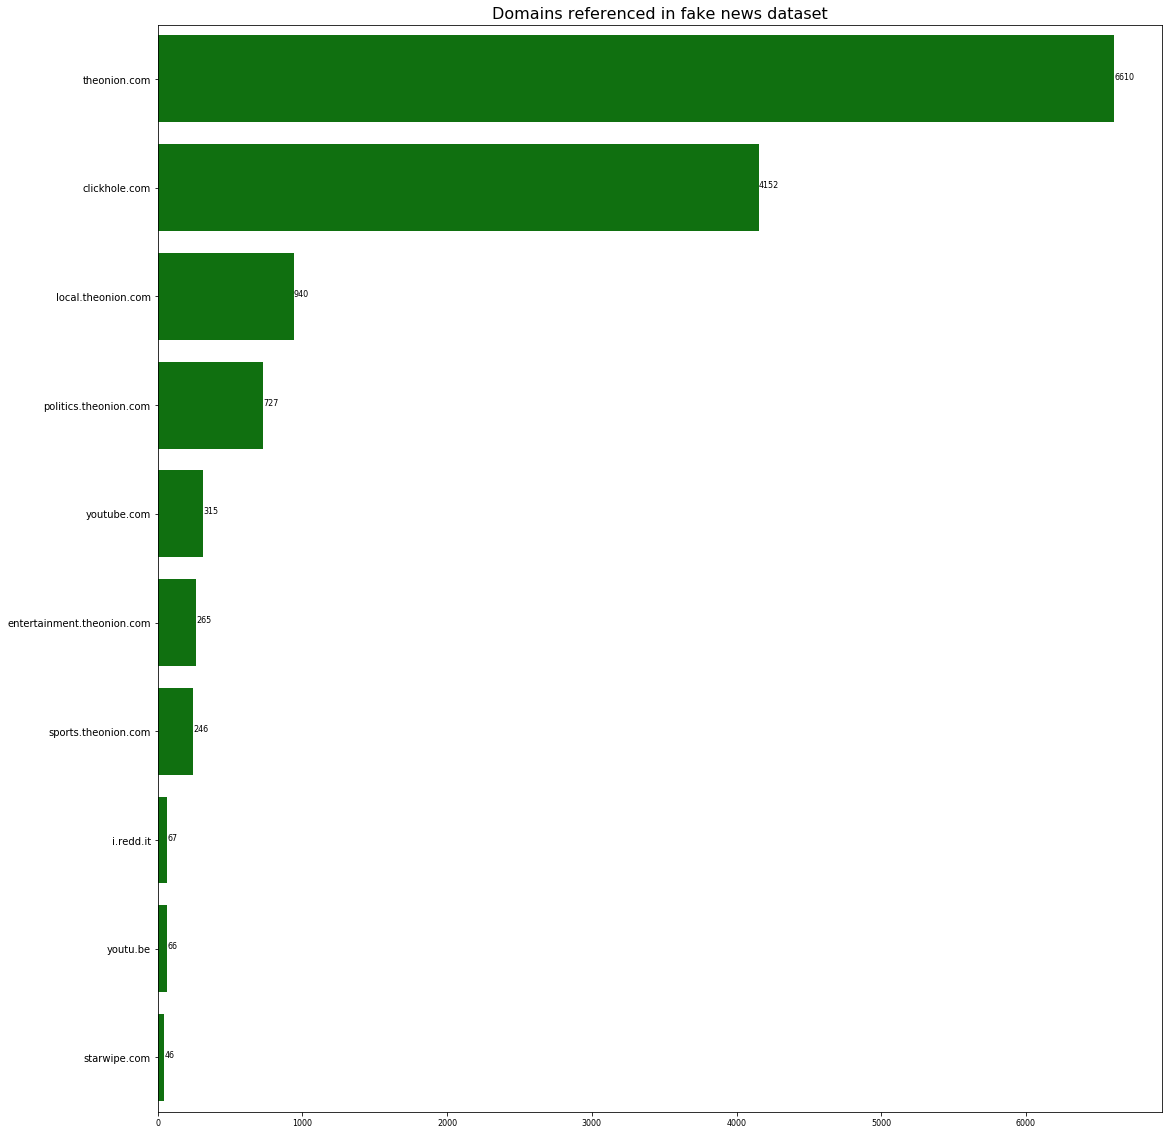 Domains referenced in fake news dataset
theonion.com 6610
clickhole.com 4152
local.theonion.com 940
politics.theonion.com 727
youtube.com 315
entertainment.theonion.com 265
sports.theonion.com 246
i.redd.it 67
youtu.be 66
starwipe.com 46
0 1000 2000 3000 4000 5000 6000